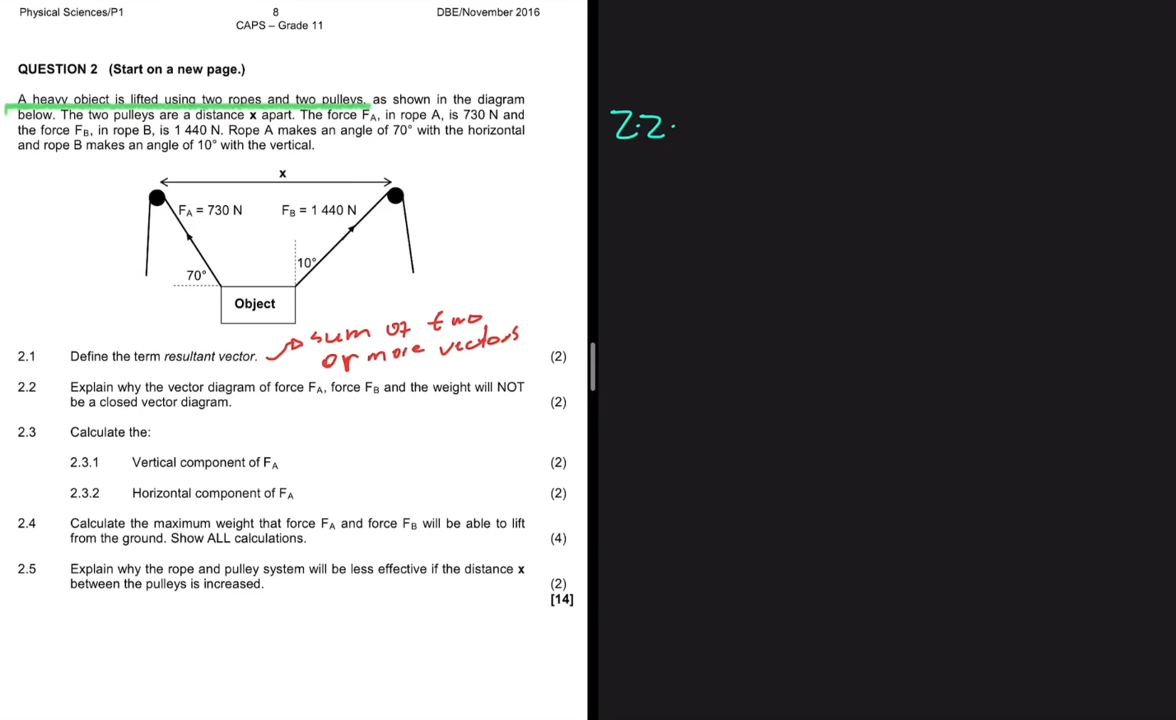 Physical Sciences/P1 8 DBE/November 2016
CAPS – Grade 11
QUESTION 2 (Start on a new page.)
A heavy object is lifted using two ropes and two pulleys, as shown in the diagram
below. The two pulleys are a distance x apart. The force FA, in rope A, is 730 N and
the force FB, in rope B, is 1 440 N. Rope A makes an angle of 70° with the horizontal
and rope B makes an angle of 10° with the vertical.
x
FA = 730 N FB = 1 440 N
10°
70°
Object
sum of two
or more vectors
2.1 Define the term resultant vector. (2)
2.2 Explain why the vector diagram of force FA, force FB and the weight will NOT
be a closed vector diagram. (2)
2.3 Calculate the:
2.3.1 Vertical component of FA (2)
2.3.2 Horizontal component of FA (2)
2.4 Calculate the maximum weight that force FA and force FB will be able to lift
from the ground. Show ALL calculations. (4)
2.5 Explain why the rope and pulley system will be less effective if the distance x
between the pulleys is increased. (2)
[14]
2.2.